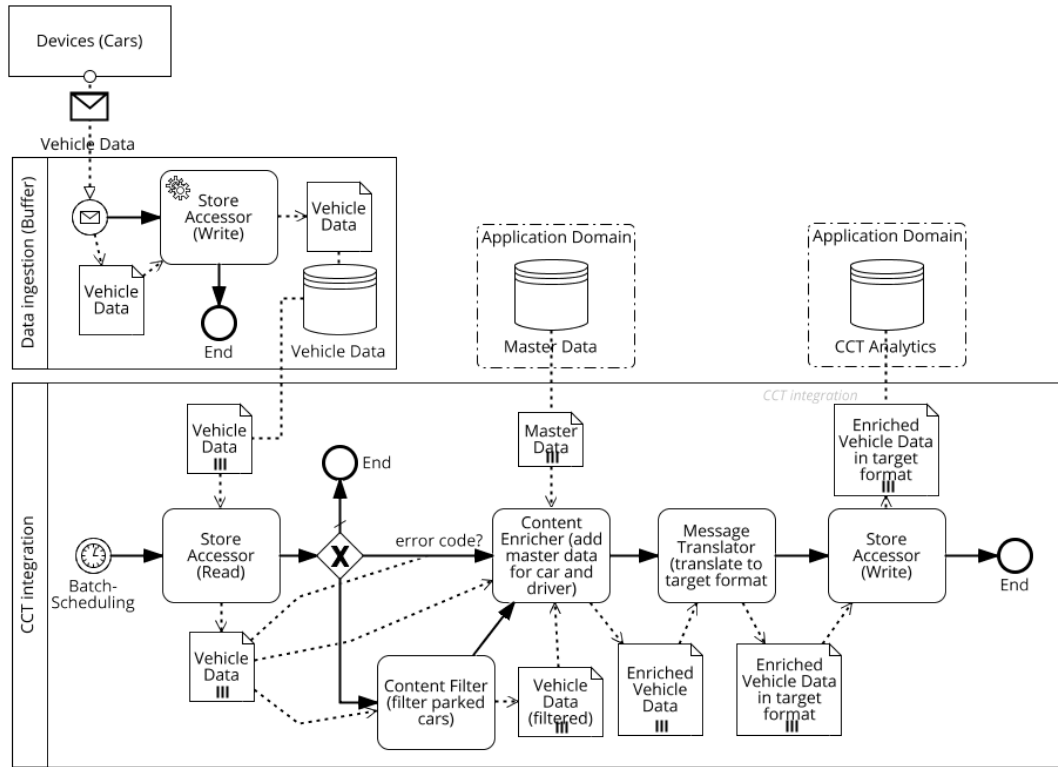 Devices (Cars)
Vehicle Data
Data ingestion (Buffer)
Store
Accessor
(Write)
Vehicle
Data
Vehicle
Data
End
Vehicle Data
Application Domain
Master Data
Application Domain
CCT Analytics
CCT integration
CCT integration
Vehicle
Data
End
Master
Data
Enriched
Vehicle Data
in target
format
Batch-
Scheduling
Store
Accessor
(Read)
X
error code?
Content
Enricher (add
master data
for car and
driver)
Message
Translator
(translate to
target format
Store
Accessor
(Write)
End
Vehicle
Data
Content Filter
(filter parked
cars)
Vehicle
Data
(filtered)
Enriched
Vehicle
Data
Enriched
Vehicle Data
in target
format